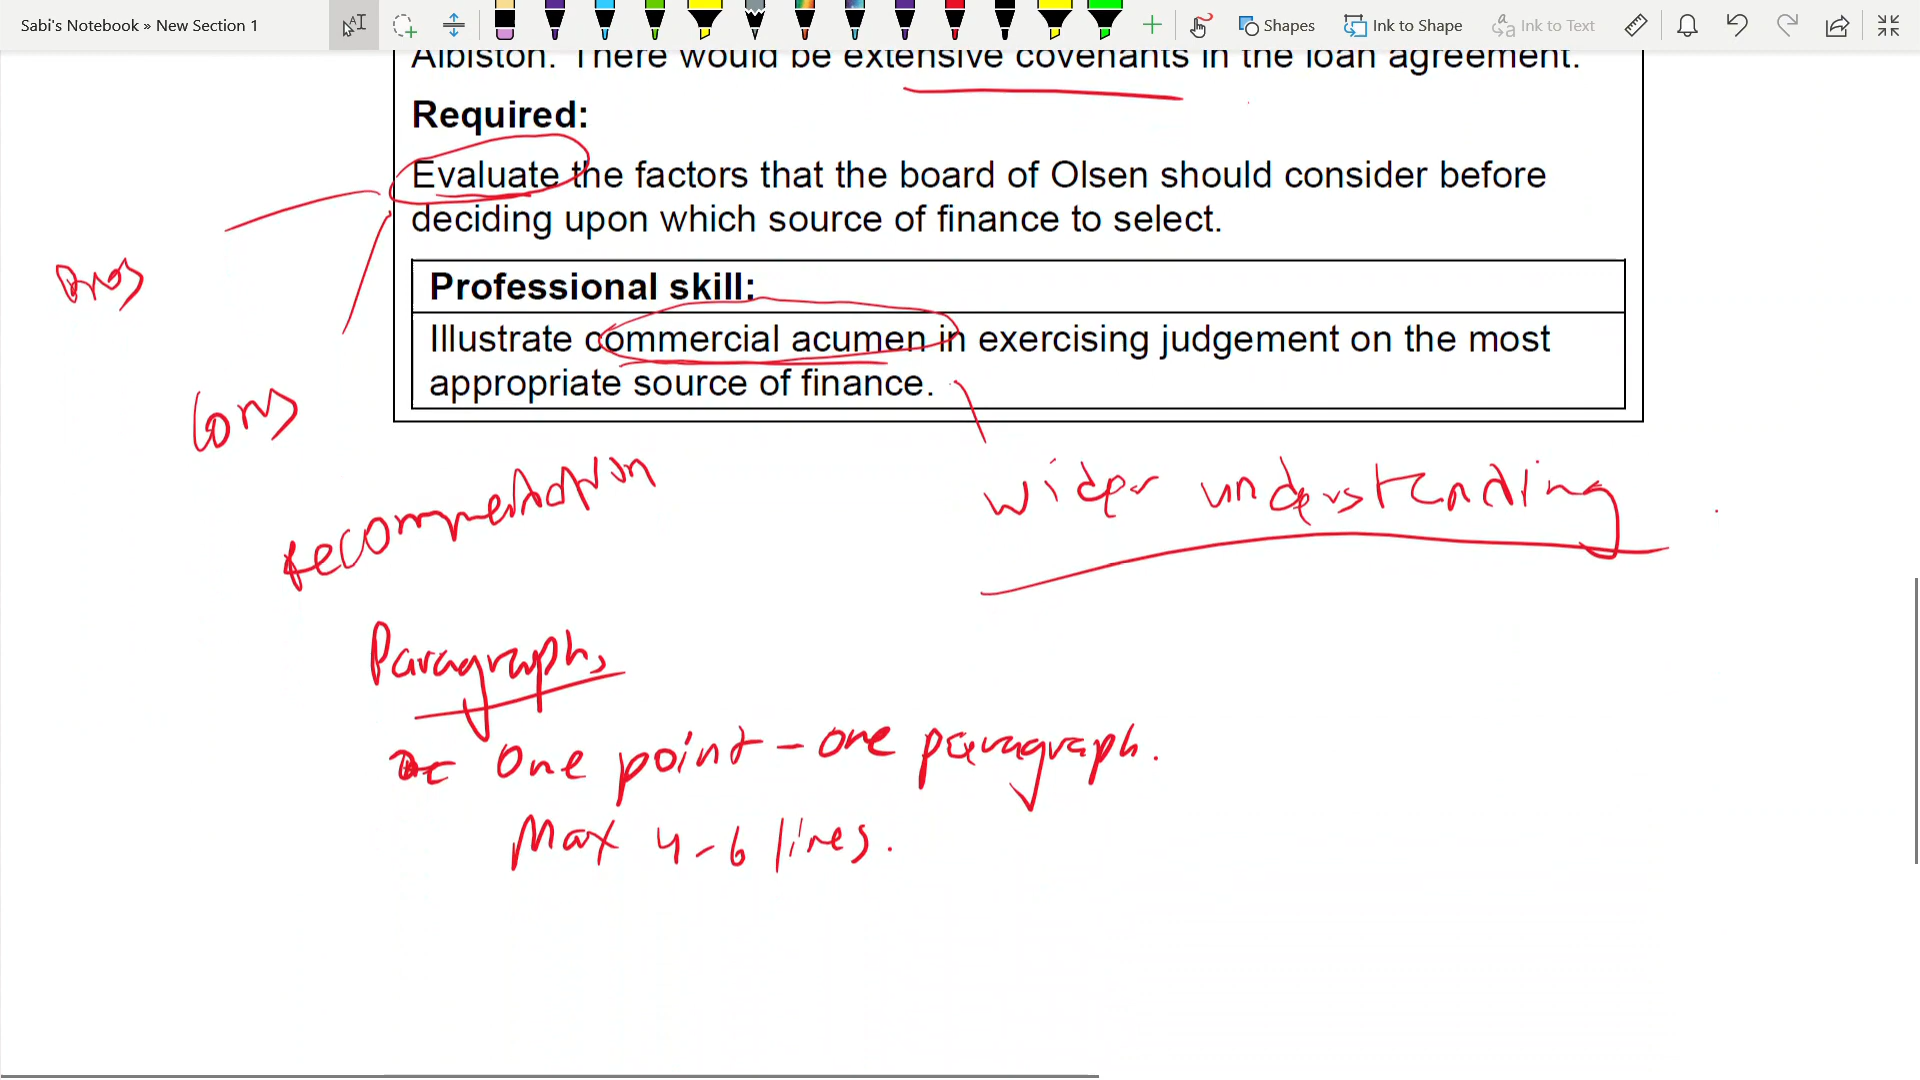 Sabi's Notebook » New Section 1
Shapes
Ink to Shape
Ink to Text
Albiston. There would be extensive covenants in the loan agreement.
Required:
Evaluate the factors that the board of Olsen should consider before
deciding upon which source of finance to select.
Professional skill:
Illustrate commercial acumen in exercising judgement on the most
appropriate source of finance.
Pros
Cons
wider understanding
Paragraphs
One point - one paragraph.
Max 4-6 lines.